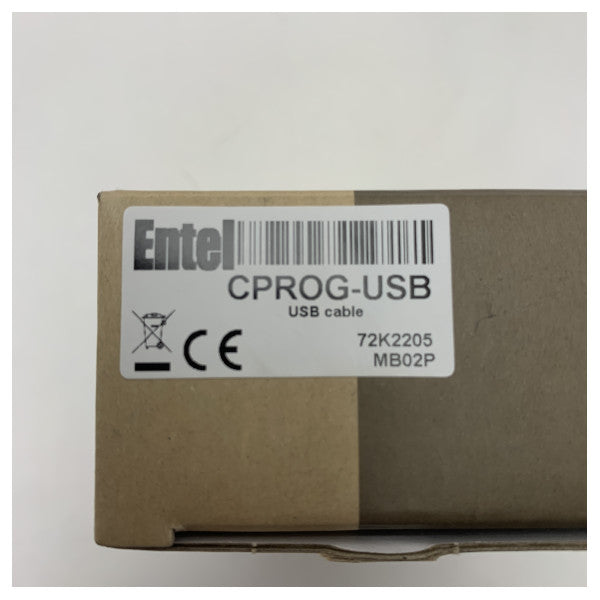 Entel
CPROG-USB
USB cable
CE
72K2205
MB02P